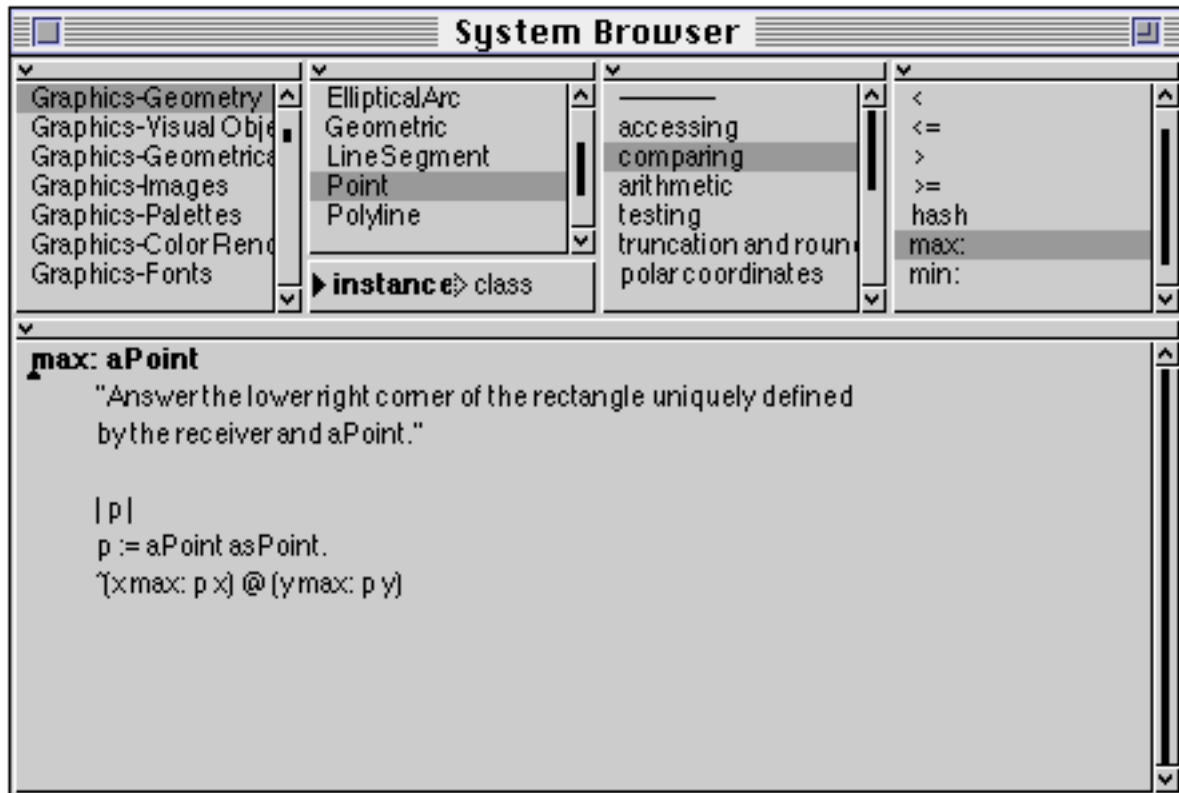 System Browser
Graphics-Geometry
Graphics-Visual Obje
Graphics-Geometrica
Graphics-Images
Graphics-Palettes
Graphics-Color Rend
Graphics-Fonts
EllipticalArc
Geometric
LineSegment
Point
Polyline
instance class
accessing
comparing
arithmetic
testing
truncation and roun
polar coordinates
<
<=
>
>=
hash
max:
min:
max: aPoint
"Answer the lower right corner of the rectangle uniquely defined
by the receiver and aPoint."
| p |
p := aPoint asPoint.
^(x max: p x) @ (y max: p y)